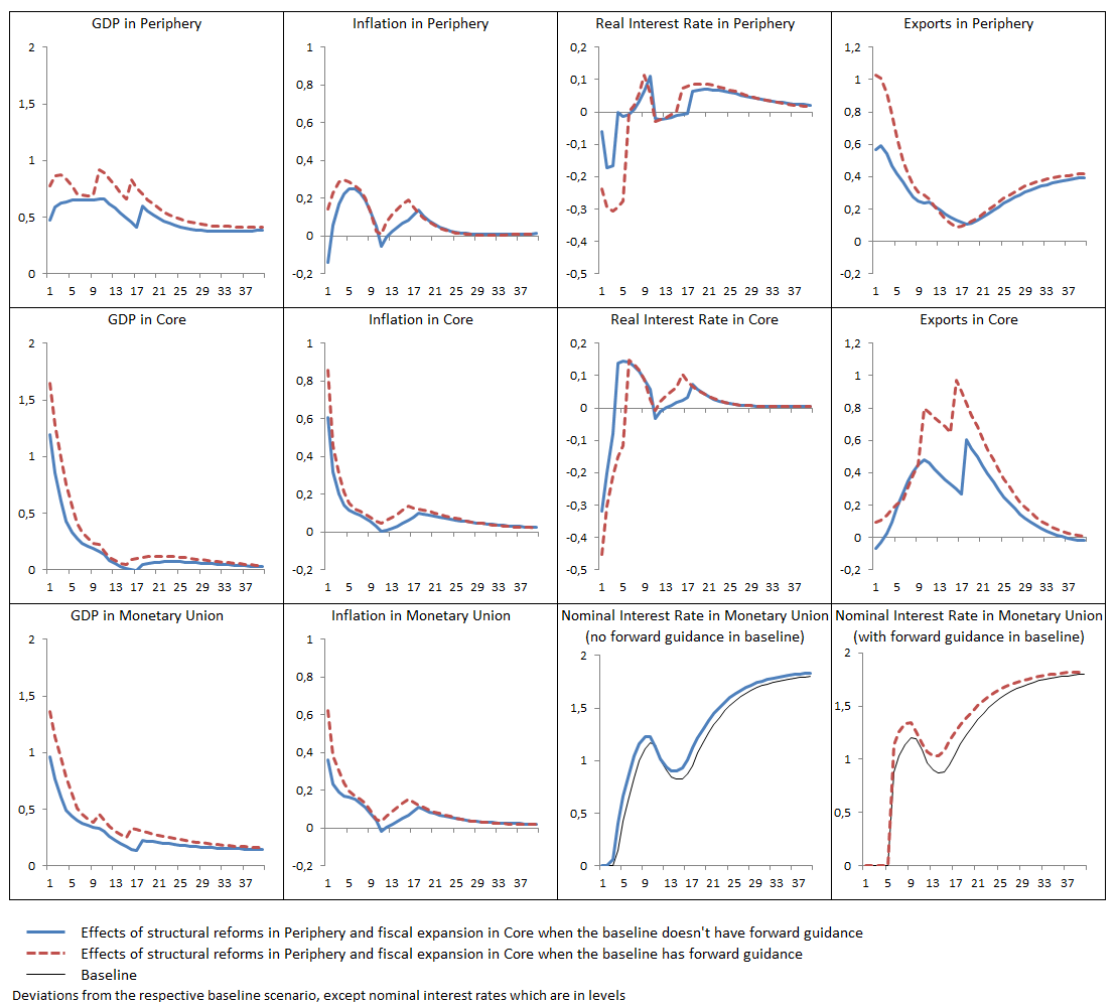 GDP in Periphery
2
1,5
1
0,5
0
1 5 9 13 17 21 25 29 33 37
Inflation in Periphery
1
0,8
0,6
0,4
0,2
0
-0,2
1 5 9 13 17 21 25 29 33 37
Real Interest Rate in Periphery
0,2
0,1
0
-0,1
-0,2
-0,3
-0,4
-0,5
1 5 9 13 17 21 25 29 33 37
Exports in Periphery
1,2
1
0,8
0,6
0,4
0,2
0
-0,2
1 5 9 13 17 21 25 29 33 37
GDP in Core
2
1,5
1
0,5
0
1 5 9 13 17 21 25 29 33 37
Inflation in Core
1
0,8
0,6
0,4
0,2
0
-0,2
1 5 9 13 17 21 25 29 33 37
Real Interest Rate in Core
0,2
0,1
0
-0,1
-0,2
-0,3
-0,4
-0,5
1 5 9 13 17 21 25 29 33 37
Exports in Core
1,2
1
0,8
0,6
0,4
0,2
0
-0,2
1 5 9 13 17 21 25 29 33 37
GDP in Monetary Union
2
1,5
1
0,5
0
1 5 9 13 17 21 25 29 33 37
Inflation in Monetary Union
1
0,8
0,6
0,4
0,2
0
-0,2
1 5 9 13 17 21 25 29 33 37
Nominal Interest Rate in Monetary Union
(no forward guidance in baseline)
2
1,5
1
0,5
0
1 5 9 13 17 21 25 29 33 37
Nominal Interest Rate in Monetary Union
(with forward guidance in baseline)
2
1,5
1
0,5
0
1 5 9 13 17 21 25 29 33 37
Effects of structural reforms in Periphery and fiscal expansion in Core when the baseline doesn't have forward guidance
Effects of structural reforms in Periphery and fiscal expansion in Core when the baseline has forward guidance
Baseline
Deviations from the respective baseline scenario, except nominal interest rates which are in levels